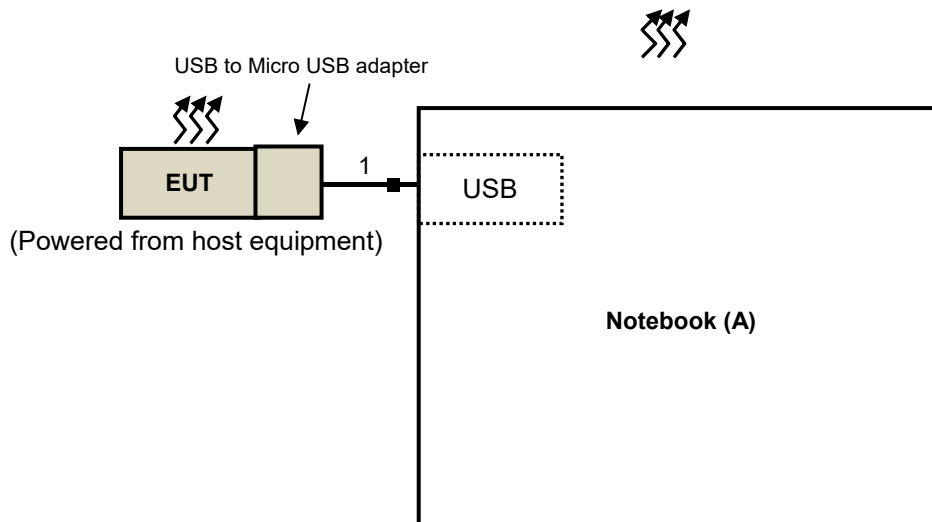 USB to Micro USB adapter
1
EUT
USB
(Powered from host equipment)
Notebook (A)